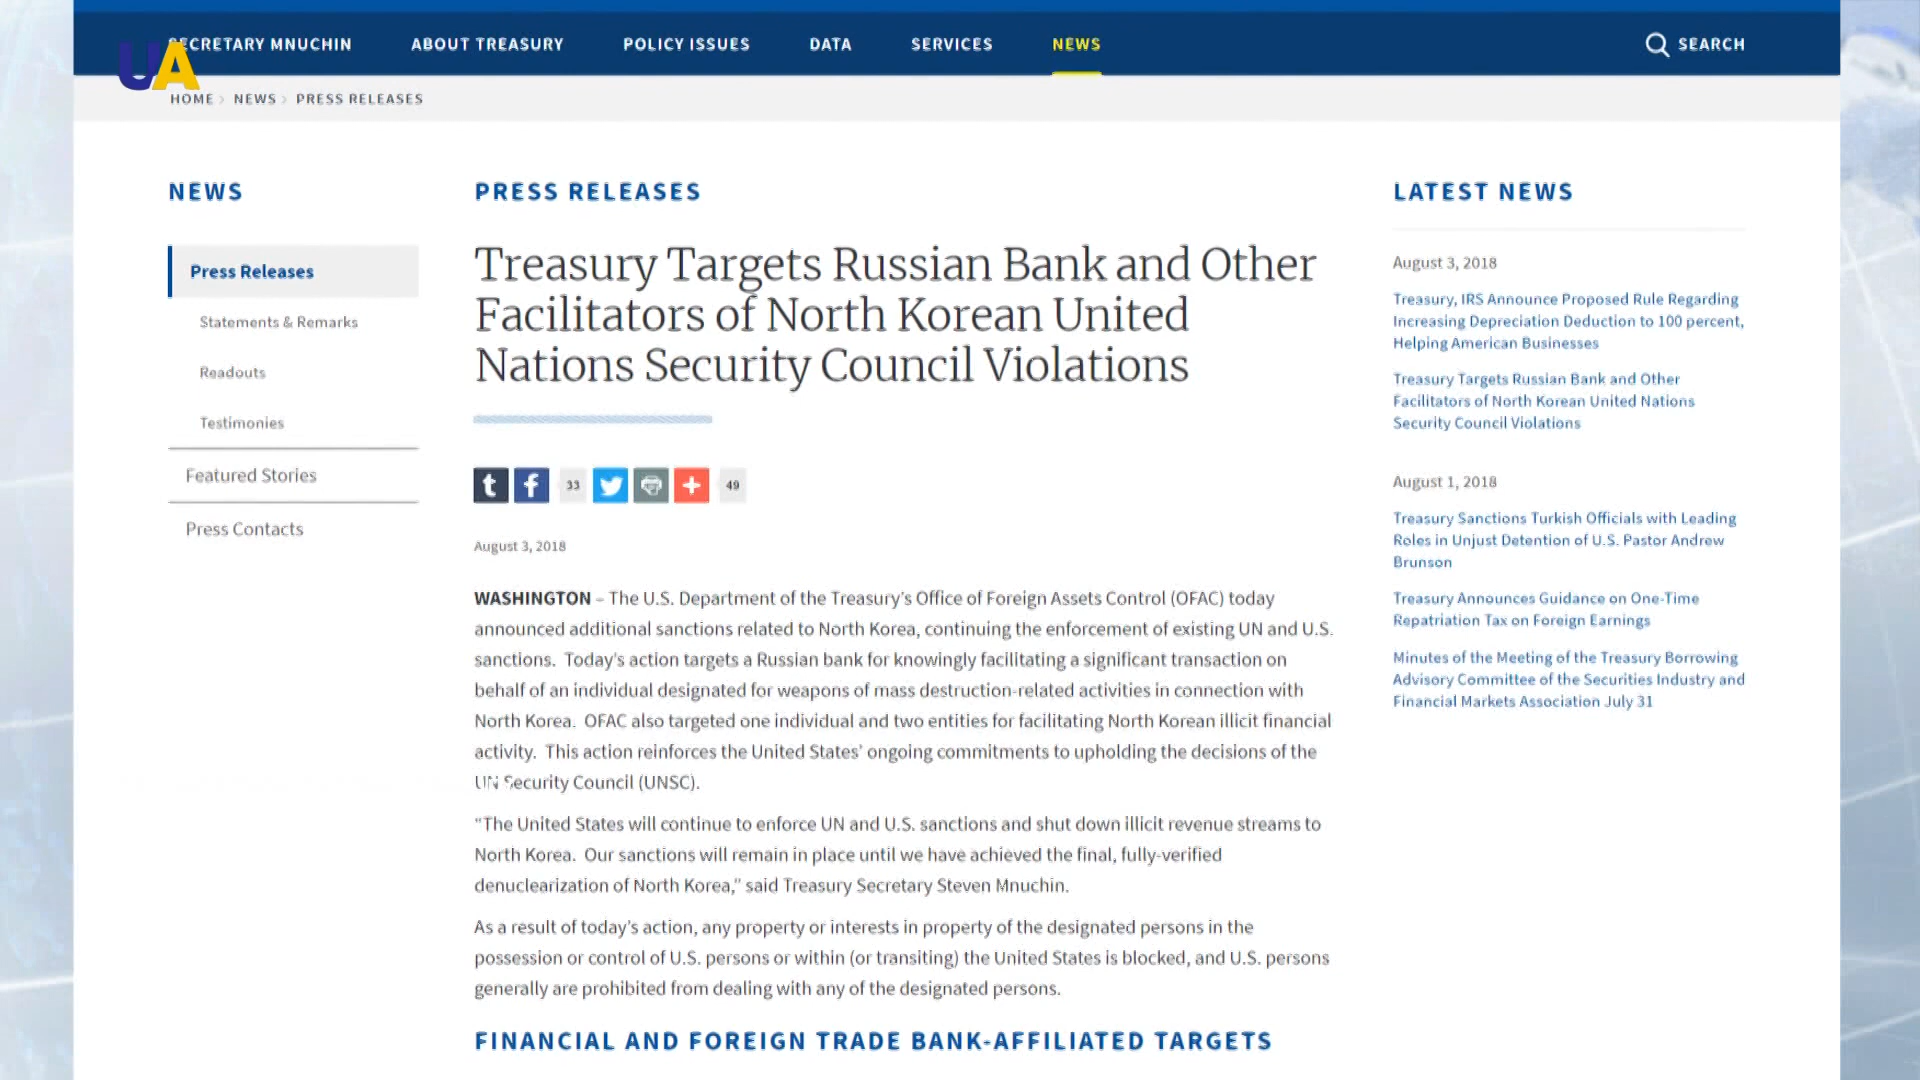 UA
SECRETARY MNUCHIN ABOUT TREASURY POLICY ISSUES DATA SERVICES NEWS SEARCH
HOME > NEWS > PRESS RELEASES
NEWS
Press Releases
Statements & Remarks
Readouts
Testimonies
Featured Stories
Press Contacts
PRESS RELEASES
Treasury Targets Russian Bank and Other
Facilitators of North Korean United
Nations Security Council Violations
33 49
August 3, 2018
WASHINGTON – The U.S. Department of the Treasury’s Office of Foreign Assets Control (OFAC) today
announced additional sanctions related to North Korea, continuing the enforcement of existing UN and U.S.
sanctions. Today’s action targets a Russian bank for knowingly facilitating a significant transaction on
behalf of an individual designated for weapons of mass destruction-related activities in connection with
North Korea. OFAC also targeted one individual and two entities for facilitating North Korean illicit financial
activity. This action reinforces the United States’ ongoing commitments to upholding the decisions of the
UN Security Council (UNSC).
“The United States will continue to enforce UN and U.S. sanctions and shut down illicit revenue streams to
North Korea. Our sanctions will remain in place until we have achieved the final, fully-verified
denuclearization of North Korea,” said Treasury Secretary Steven Mnuchin.
As a result of today’s action, any property or interests in property of the designated persons in the
possession or control of U.S. persons or within (or transiting) the United States is blocked, and U.S. persons
generally are prohibited from dealing with any of the designated persons.
FINANCIAL AND FOREIGN TRADE BANK-AFFILIATED TARGETS
LATEST NEWS
August 3, 2018
Treasury, IRS Announce Proposed Rule Regarding
Increasing Depreciation Deduction to 100 percent,
Helping American Businesses
Treasury Targets Russian Bank and Other
Facilitators of North Korean United Nations
Security Council Violations
August 1, 2018
Treasury Sanctions Turkish Officials with Leading
Roles in Unjust Detention of U.S. Pastor Andrew
Brunson
Treasury Announces Guidance on One-Time
Repatriation Tax on Foreign Earnings
Minutes of the Meeting of the Treasury Borrowing
Advisory Committee of the Securities Industry and
Financial Markets Association July 31